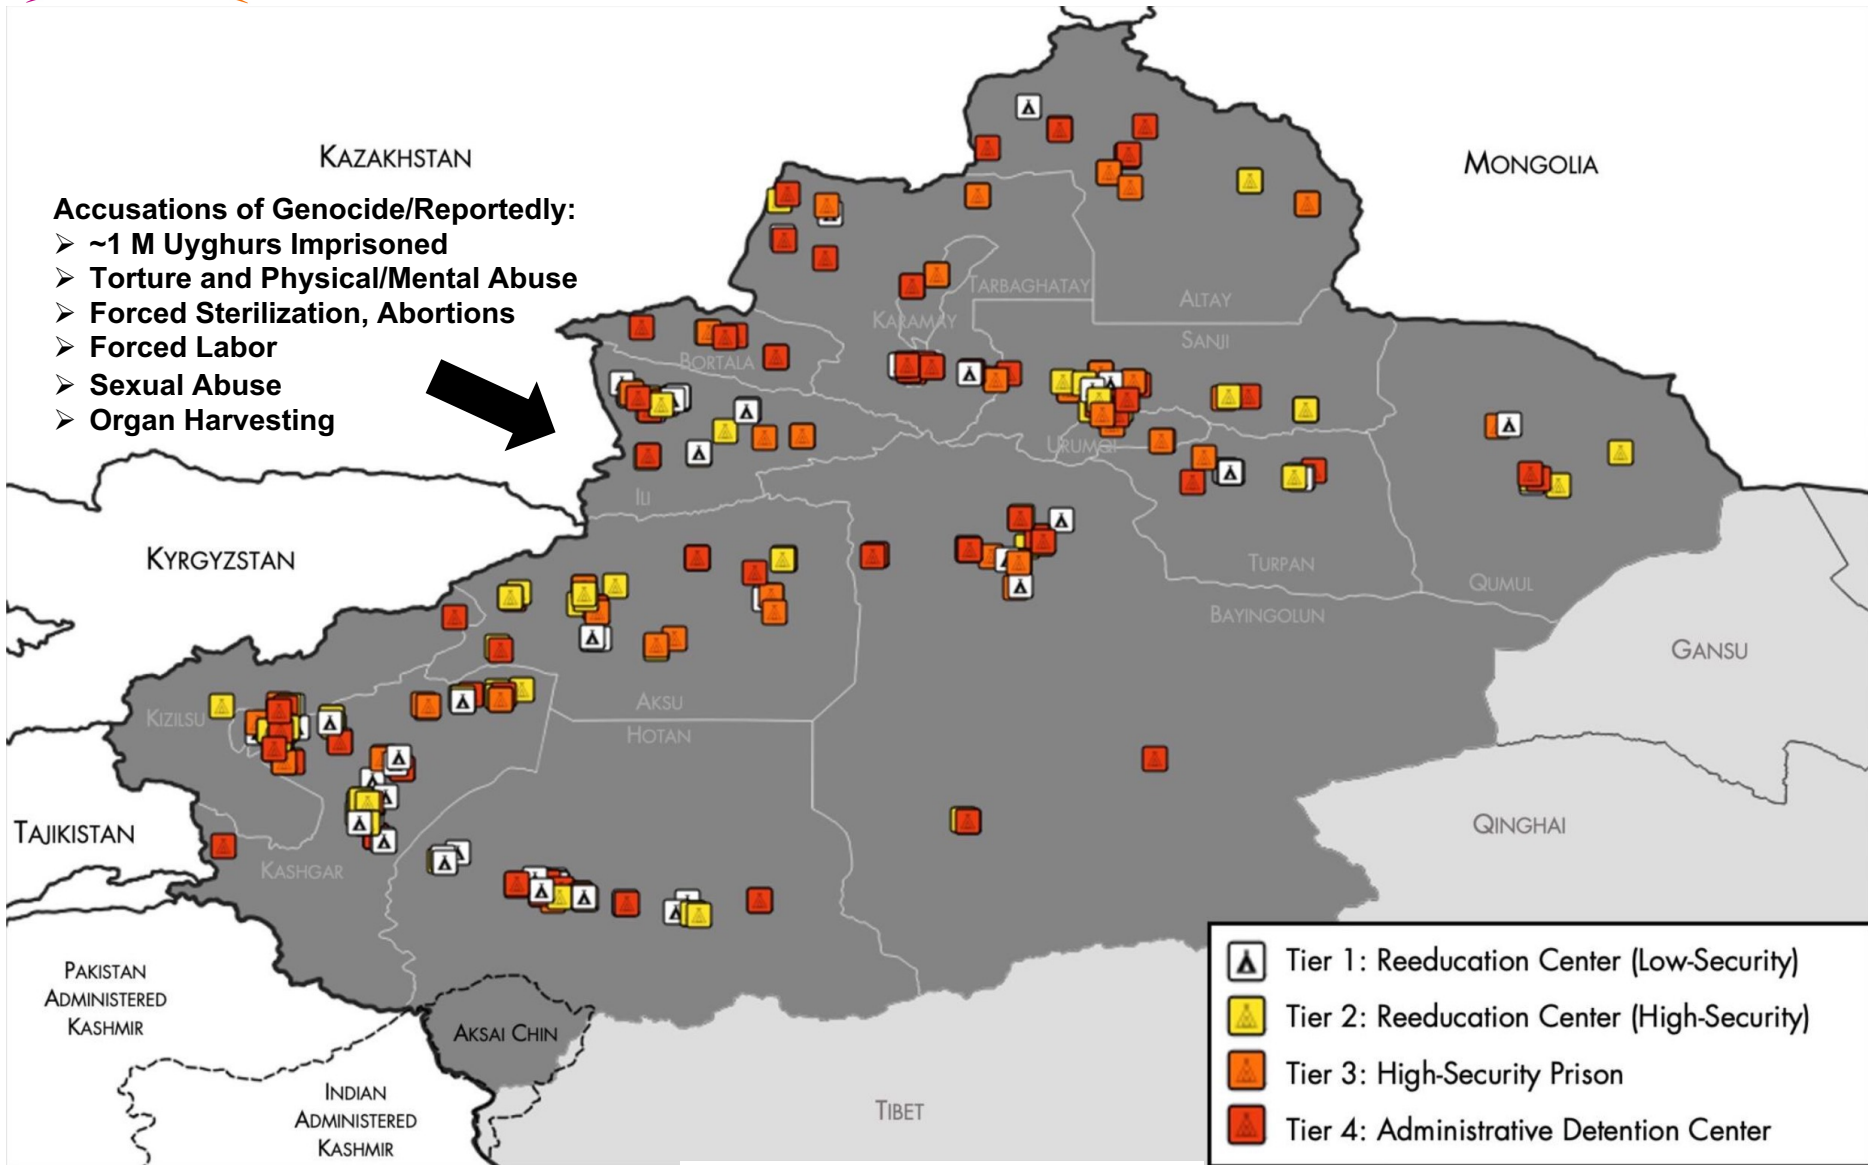 KAZAKHSTAN
MONGOLIA
Accusations of Genocide/Reportedly:
➢ ~1 M Uyghurs Imprisoned
➢ Torture and Physical/Mental Abuse
➢ Forced Sterilization, Abortions
➢ Forced Labor
➢ Sexual Abuse
➢ Organ Harvesting
TARBAGHATAY
ALTAY
KARAMAY
SANJI
BORTALA
URUMQI
ILI
KYRGYZSTAN
TURPAN
QUMUL
BAYINGOLUN
GANSU
AKSU
KIZILSU
HOTAN
TAJIKISTAN
QINGHAI
KASHGAR
PAKISTAN
ADMINISTERED
KASHMIR
AKSAI CHIN
INDIAN
ADMINISTERED
KASHMIR
TIBET
Tier 1: Reeducation Center (Low-Security)
Tier 2: Reeducation Center (High-Security)
Tier 3: High-Security Prison
Tier 4: Administrative Detention Center